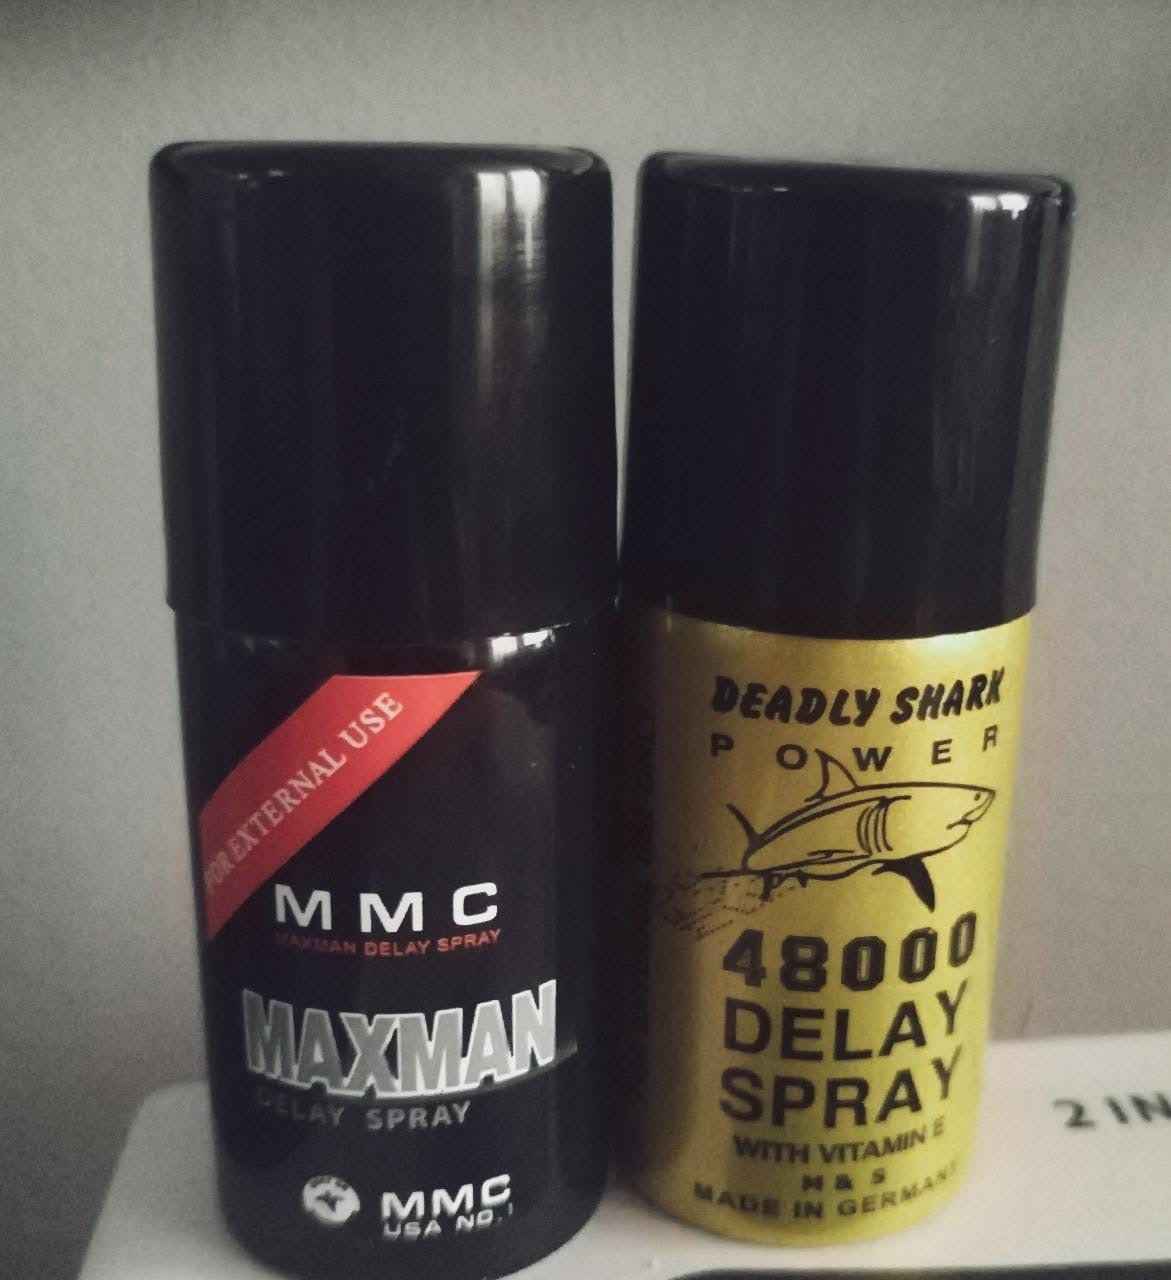 FOR EXTERNAL USE
MMC
MAXMAN DELAY SPRAY
MAXMAN
DELAY SPRAY
MMC
USA NO.1
DEADLY SHARK
POWER
48000
DELAY
SPRAY
WITH VITAMIN E
M & S
MADE IN GERMANY
2 IN